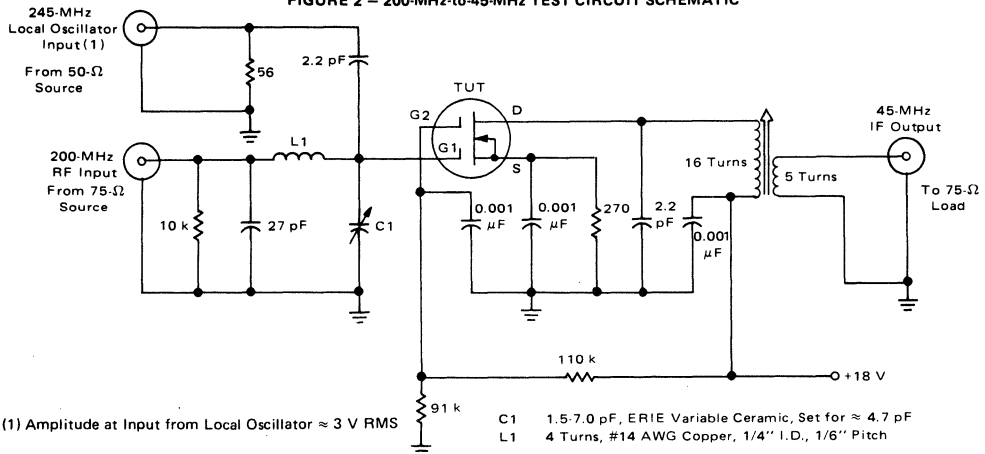 FIGURE 2 – 200-MHz-to-45-MHz TEST CIRCUIT SCHEMATIC
245-MHz
Local Oscillator
Input (1)
From 50-Ω
Source
56
2.2 pF
TUT
G2
D
G1
S
45-MHz
IF Output
200-MHz
RF Input
From 75-Ω
Source
L1
16 Turns
5 Turns
To 75-Ω
Load
10 k
27 pF
C1
0.001
μF
0.001
μF
270
2.2
pF
0.001
μF
110 k
+18 V
91 k
(1) Amplitude at Input from Local Oscillator ≈ 3 V RMS
C1 1.5-7.0 pF, ERIE Variable Ceramic, Set for ≈ 4.7 pF
L1 4 Turns, #14 AWG Copper, 1/4" I.D., 1/6" Pitch